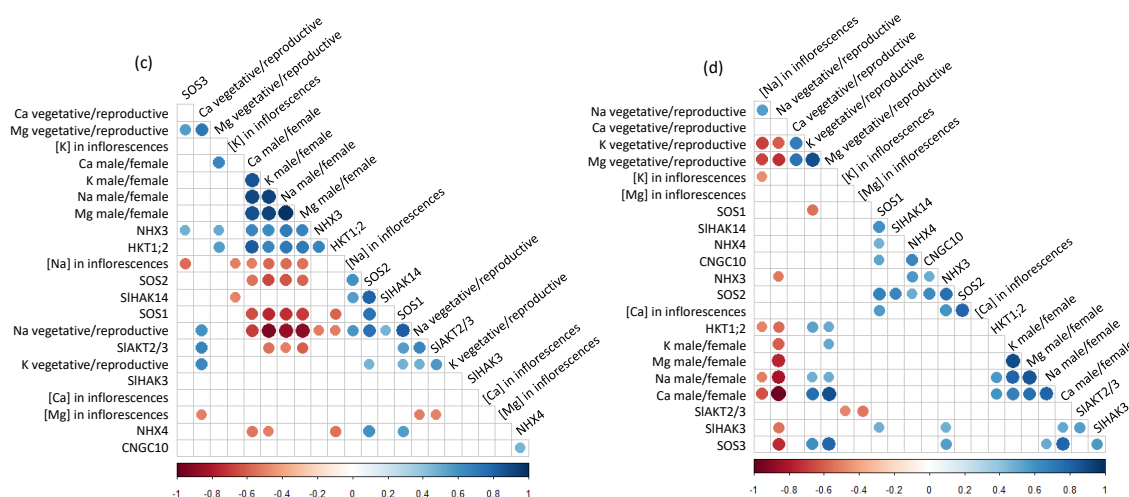 (c)
SOS3
Ca vegetative/reproductive
Mg vegetative/reproductive
[K] in inflorescences
Ca male/female
K male/female
Na male/female
Mg male/female
NHX3
HKT1;2
[Na] in inflorescences
SOS2
SlHAK14
SOS1
Na vegetative/reproductive
SlAKT2/3
K vegetative/reproductive
SlHAK3
[Ca] in inflorescences
[Mg] in inflorescences
NHX4
Ca vegetative/reproductive
Mg vegetative/reproductive
[K] in inflorescences
Ca male/female
K male/female
Na male/female
Mg male/female
NHX3
HKT1;2
[Na] in inflorescences
SOS2
SlHAK14
SOS1
Na vegetative/reproductive
SlAKT2/3
K vegetative/reproductive
SlHAK3
[Ca] in inflorescences
[Mg] in inflorescences
NHX4
CNGC10
-1 -0.8 -0.6 -0.4 -0.2 0 0.2 0.4 0.6 0.8 1
(d)
[Na] in inflorescences
Na vegetative/reproductive
Ca vegetative/reproductive
K vegetative/reproductive
Mg vegetative/reproductive
[K] in inflorescences
[Mg] in inflorescences
SOS1
SlHAK14
NHX4
CNGC10
NHX3
SOS2
[Ca] in inflorescences
HKT1;2
K male/female
Mg male/female
Na male/female
Ca male/female
SlAKT2/3
SlHAK3
Na vegetative/reproductive
Ca vegetative/reproductive
K vegetative/reproductive
Mg vegetative/reproductive
[K] in inflorescences
[Mg] in inflorescences
SOS1
SlHAK14
NHX4
CNGC10
NHX3
SOS2
[Ca] in inflorescences
HKT1;2
K male/female
Mg male/female
Na male/female
Ca male/female
SlAKT2/3
SlHAK3
SOS3
-1 -0.8 -0.6 -0.4 -0.2 0 0.2 0.4 0.6 0.8 1